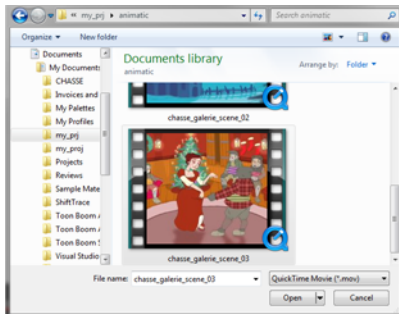 « my_prj ▸ animatic
Search animatic
Organize ▾ New folder
Documents
My Documents
CHASSE
Invoices and
My Palettes
My Profiles
my_prj
my_proj
Projects
Reviews
Sample Mate
ShiftTrace
Toon Boom
Toon Boom
Toon Boom
Visual Studio
Documents library
animatic
Arrange by: Folder ▾
chasse_galerie_scene_02
chasse_galerie_scene_03
File name: chasse_galerie_scene_03
QuickTime Movie (*.mov)
Open
Cancel